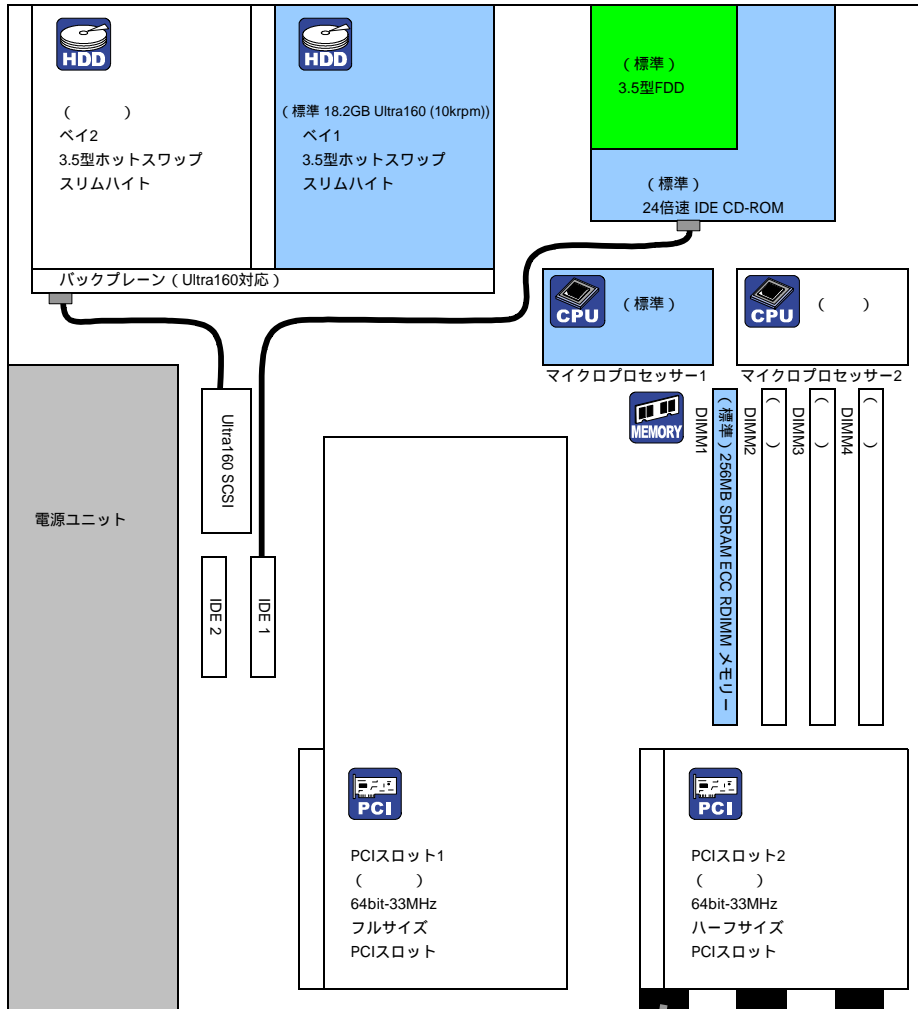 HDD
(　　　)
ベイ2
3.5型ホットスワップ
スリムハイト
HDD
(標準 18.2GB Ultra160 (10krpm))
ベイ1
3.5型ホットスワップ
スリムハイト
(標準)
3.5型FDD
(標準)
24倍速 IDE CD-ROM
バックプレーン(Ultra160対応)
CPU
(標準)
マイクロプロセッサー1
CPU
(　　)
マイクロプロセッサー2
電源ユニット
Ultra160 SCSI
IDE 2
IDE 1
MEMORY
DIMM1
(標準)256MB SDRAM ECC RDIMM メモリー
DIMM2
(　　)
DIMM3
(　　)
DIMM4
(　　)
PCI
PCIスロット1
(　　　)
64bit-33MHz
フルサイズ
PCIスロット
PCI
PCIスロット2
(　　　)
64bit-33MHz
ハーフサイズ
PCIスロット